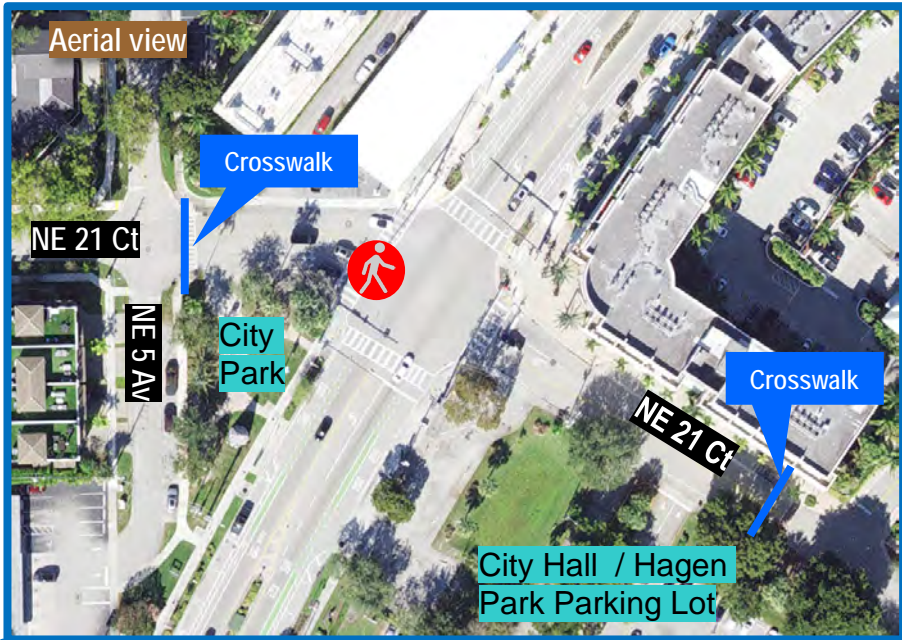 Aerial view
Crosswalk
NE 21 Ct
NE 5 Av
City
Park
Crosswalk
NE 21 Ct
City Hall / Hagen
Park Parking Lot